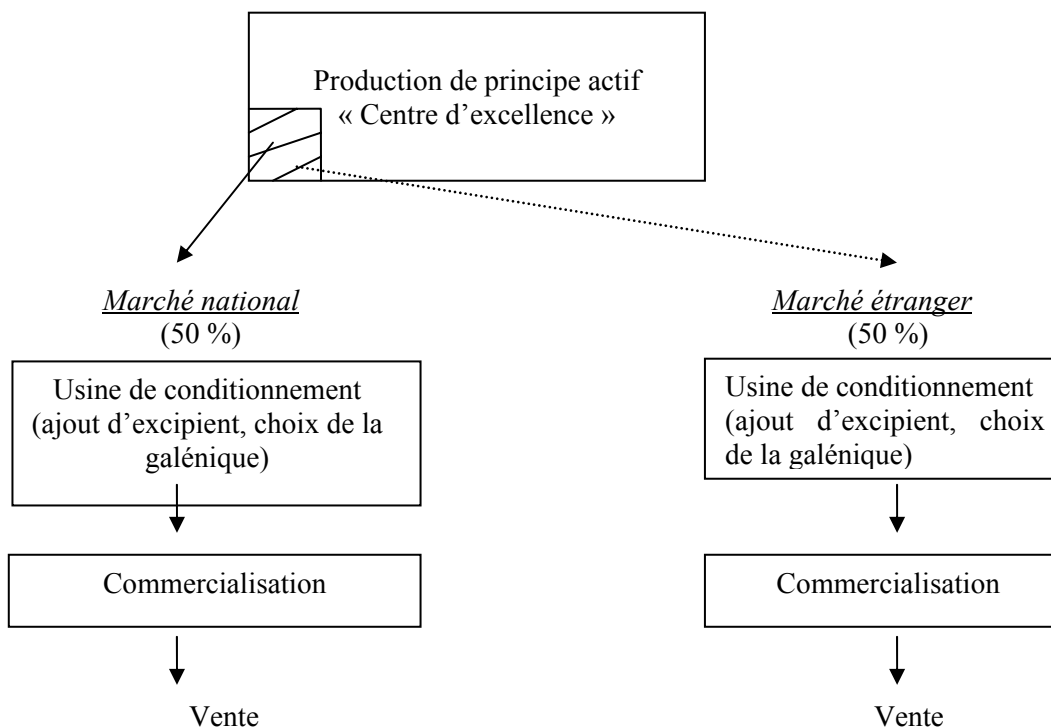 Production de principe actif
« Centre d’excellence »
Marché national
(50 %)
Usine de conditionnement
(ajout d’excipient, choix de la
galénique)
Commercialisation
Vente
Marché étranger
(50 %)
Usine de conditionnement
(ajout d’excipient, choix
de la galénique)
Commercialisation
Vente